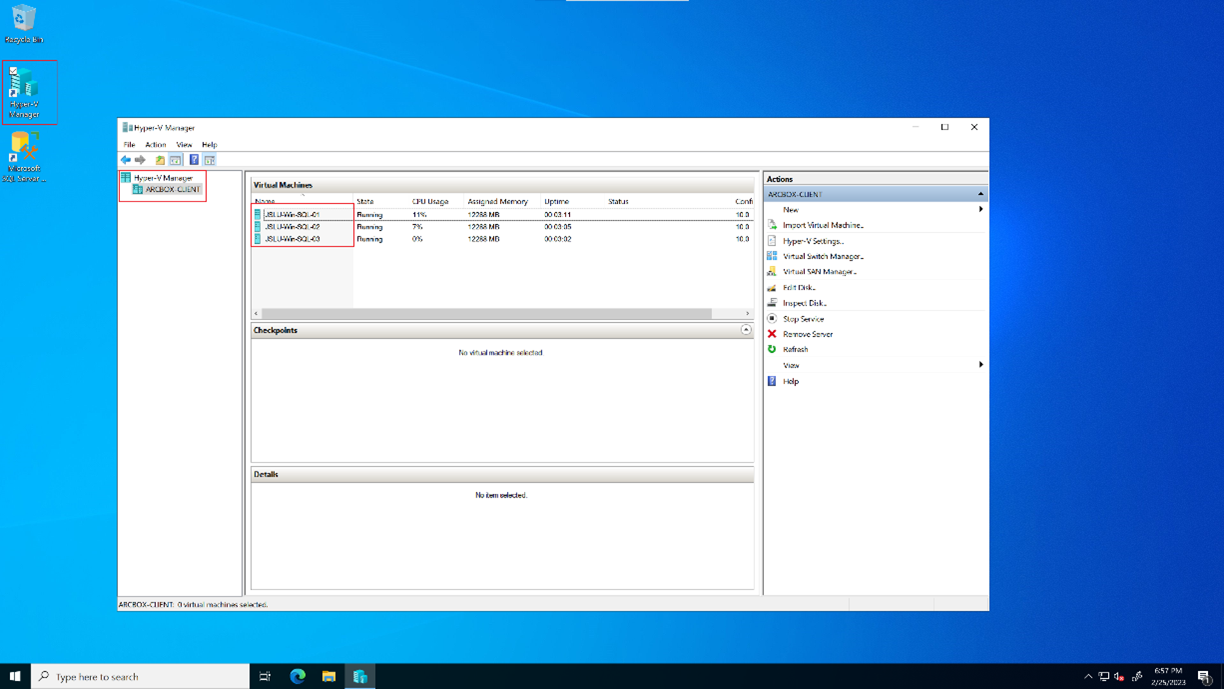 Recycle Bin
Hyper-V
Manager
Microsoft
SQL Server ...
Hyper-V Manager
File Action View Help
Hyper-V Manager
ARCBOX-CLIENT
Virtual Machines
Name State CPU Usage Assigned Memory Uptime Status Confi
JSLU-Win-SQL-01 Running 11% 12288 MB 00:03:11 10.0
JSLU-Win-SQL-02 Running 7% 12288 MB 00:03:05 10.0
JSLU-Win-SQL-03 Running 0% 12288 MB 00:03:02 10.0
Checkpoints
No virtual machine selected.
Details
No item selected.
Actions
ARCBOX-CLIENT
New
Import Virtual Machine...
Hyper-V Settings...
Virtual Switch Manager...
Virtual SAN Manager...
Edit Disk...
Inspect Disk...
Stop Service
Remove Server
Refresh
View
Help
ARCBOX-CLIENT: 0 virtual machines selected.
Type here to search
6:57 PM
2/25/2023
1